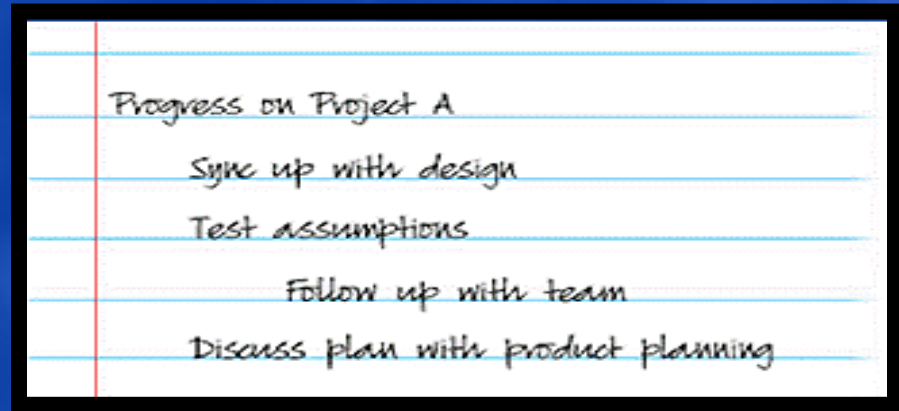 Progress on Project A
Sync up with design
Test assumptions
Follow up with team
Discuss plan with product planning